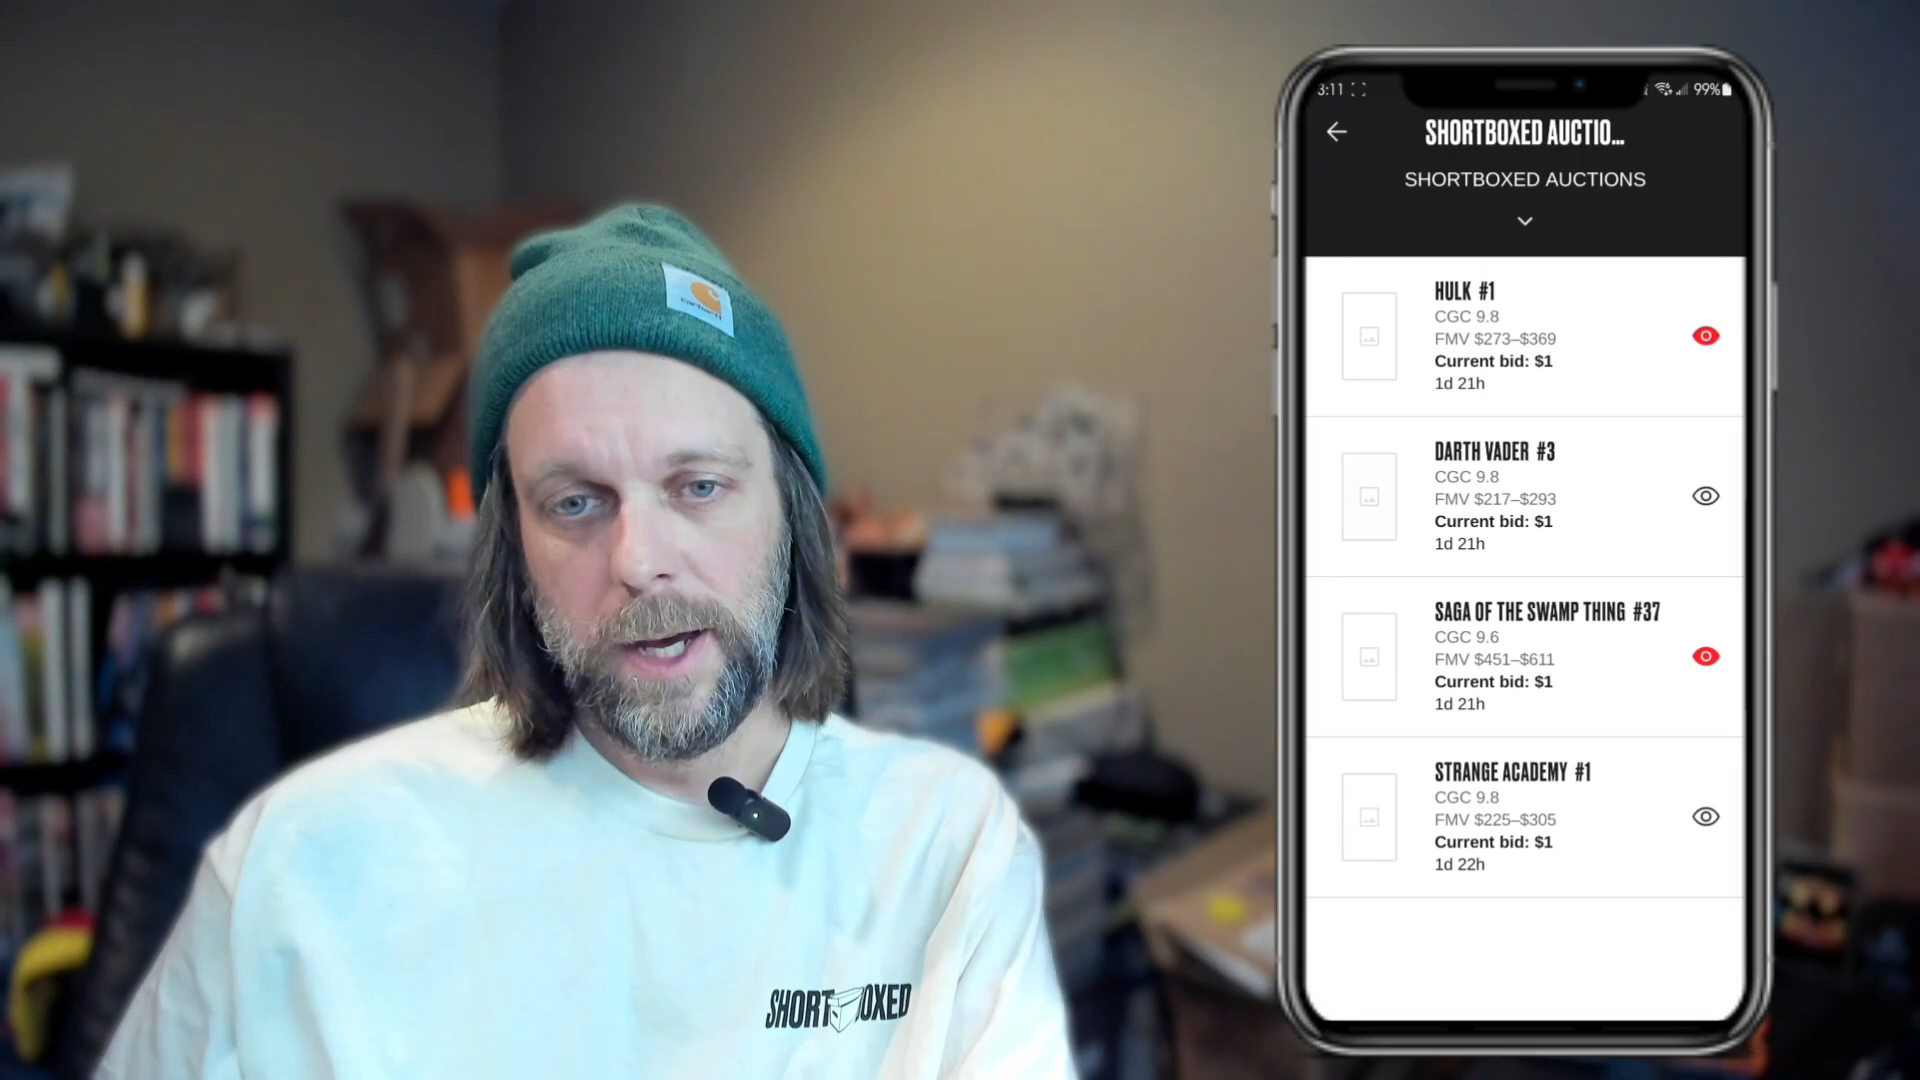 carhartt
SHORTBOXED
3:11
99%
SHORTBOXED AUCTIO...
SHORTBOXED AUCTIONS
HULK #1
CGC 9.8
FMV $273–$369
Current bid: $1
1d 21h
DARTH VADER #3
CGC 9.8
FMV $217–$293
Current bid: $1
1d 21h
SAGA OF THE SWAMP THING #37
CGC 9.6
FMV $451–$611
Current bid: $1
1d 21h
STRANGE ACADEMY #1
CGC 9.8
FMV $225–$305
Current bid: $1
1d 22h